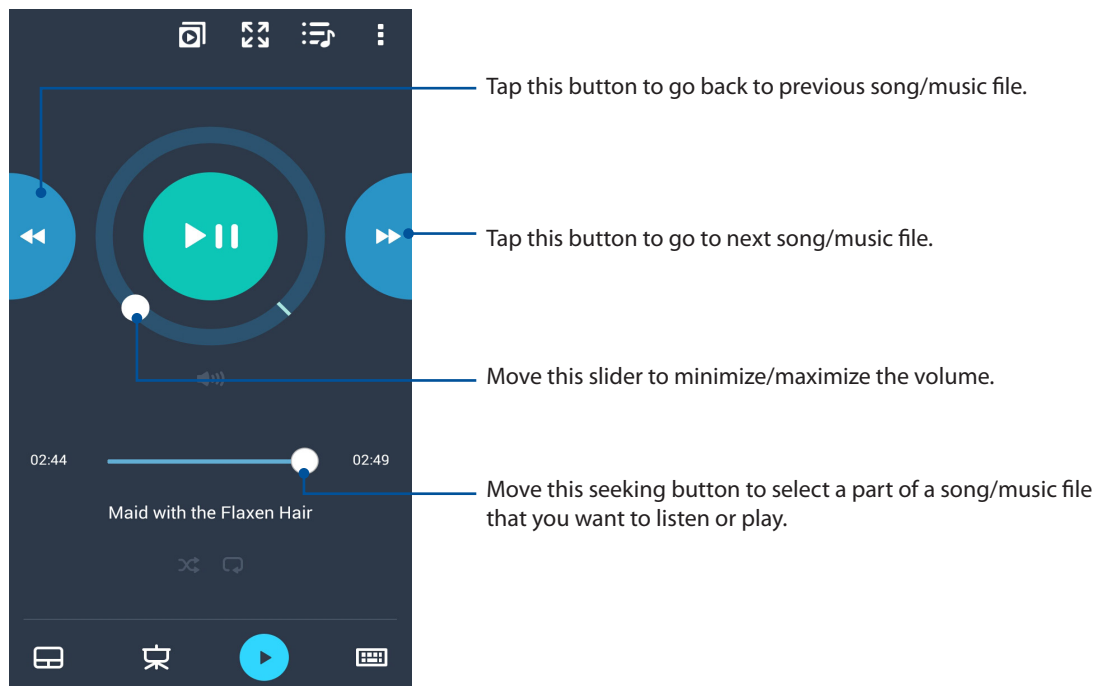 Tap this button to go back to previous song/music file.
Tap this button to go to next song/music file.
Move this slider to minimize/maximize the volume.
02:44
02:49
Move this seeking button to select a part of a song/music file
that you want to listen or play.
Maid with the Flaxen Hair